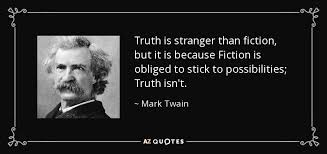 Truth is stranger than fiction,
but it is because Fiction is
obliged to stick to possibilities;
Truth isn't.
~ Mark Twain
AZ QUOTES